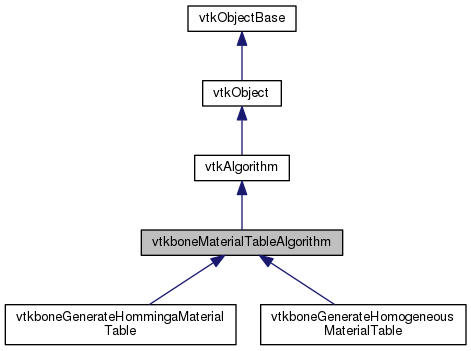 vtkObjectBase
vtkObject
vtkAlgorithm
vtkboneMaterialTableAlgorithm
vtkboneGenerateHommingaMaterial
Table
vtkboneGenerateHomogeneous
MaterialTable